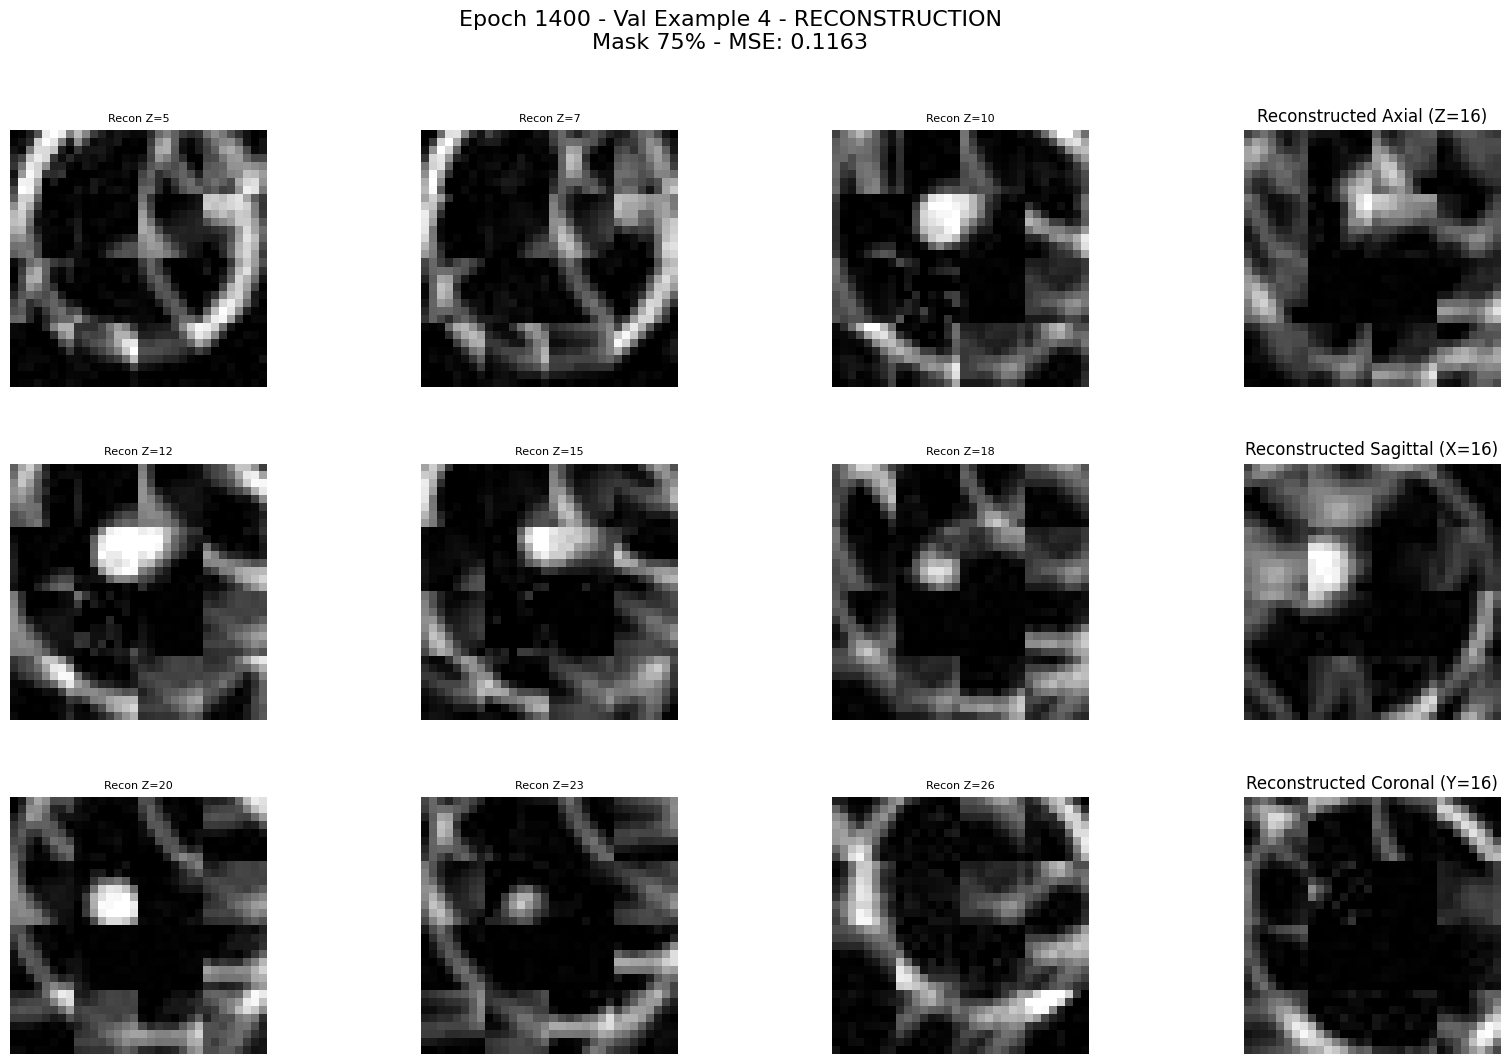 Epoch 1400 - Val Example 4 - RECONSTRUCTION
Mask 75% - MSE: 0.1163
Recon Z=5
Recon Z=7
Recon Z=10
Reconstructed Axial (Z=16)
Recon Z=12
Recon Z=15
Recon Z=18
Reconstructed Sagittal (X=16)
Recon Z=20
Recon Z=23
Recon Z=26
Reconstructed Coronal (Y=16)